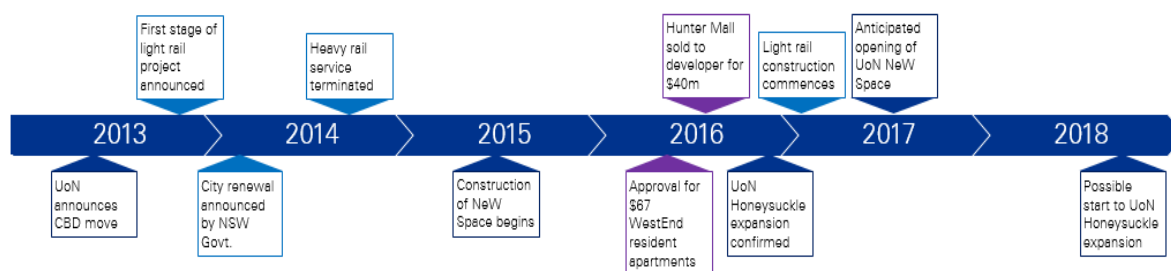 First stage of
light rail
project
announced
Heavy rail
service
terminated
Hunter Mall
sold to
developer for
$40m
Light rail
construction
commences
Anticipated
opening of
UoN NeW
Space
2013
2014
2015
2016
2017
2018
UoN
announces
CBD move
City renewal
announced
by NSW
Govt.
Construction
of NeW
Space begins
Approval for
$67
WestEnd
resident
apartments
UoN
Honeysuckle
expansion
confirmed
Possible
start to UoN
Honeysuckle
expansion